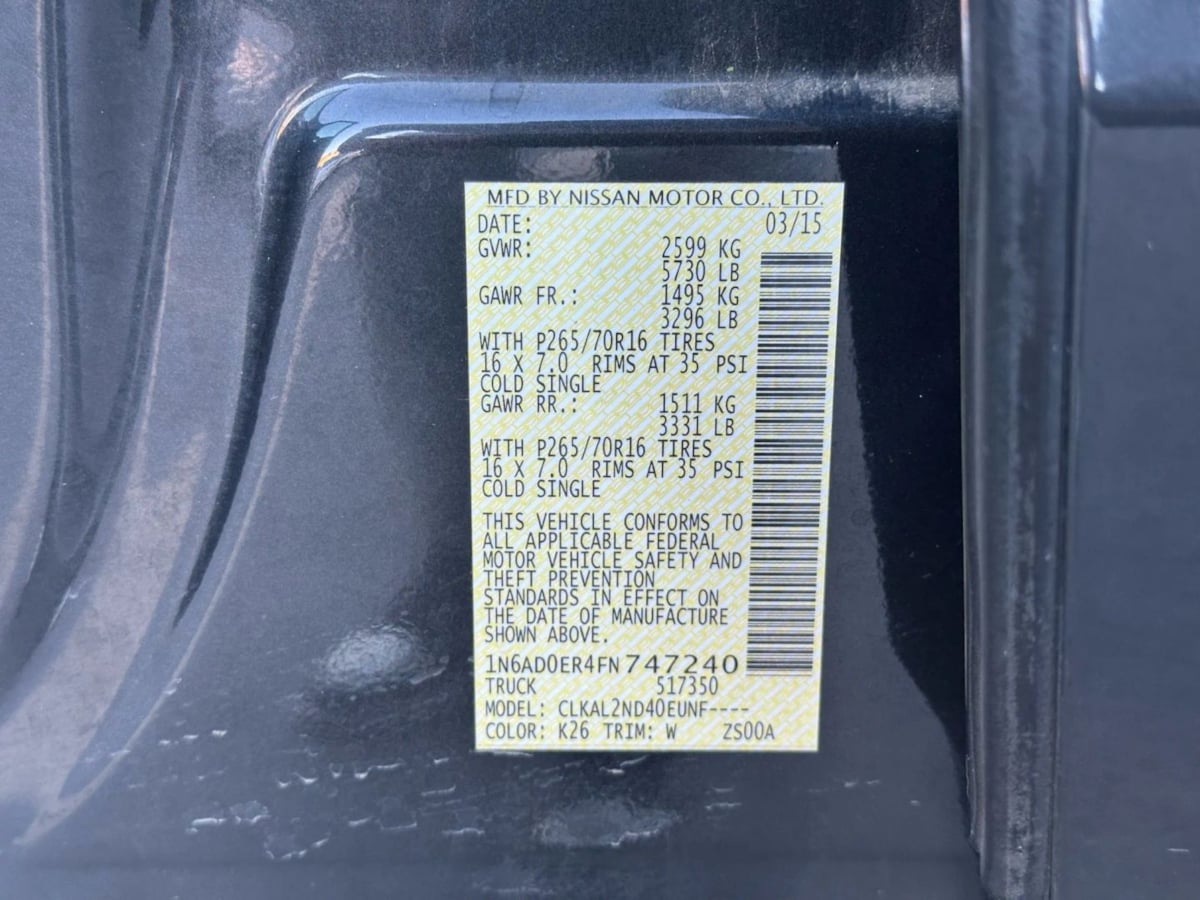 MFD BY NISSAN MOTOR CO., LTD.
DATE: 03/15
GVWR: 2599 KG
5730 LB
GAWR FR.: 1495 KG
3296 LB
WITH P265/70R16 TIRES
16 X 7.0 RIMS AT 35 PSI
COLD SINGLE
GAWR RR.: 1511 KG
3331 LB
WITH P265/70R16 TIRES
16 X 7.0 RIMS AT 35 PSI
COLD SINGLE
THIS VEHICLE CONFORMS TO
ALL APPLICABLE FEDERAL
MOTOR VEHICLE SAFETY AND
THEFT PREVENTION
STANDARDS IN EFFECT ON
THE DATE OF MANUFACTURE
SHOWN ABOVE.
1N6AD0ER4FN747240
TRUCK 517350
MODEL: CLKAL2ND40EUNF----
COLOR: K26 TRIM: W ZS00A